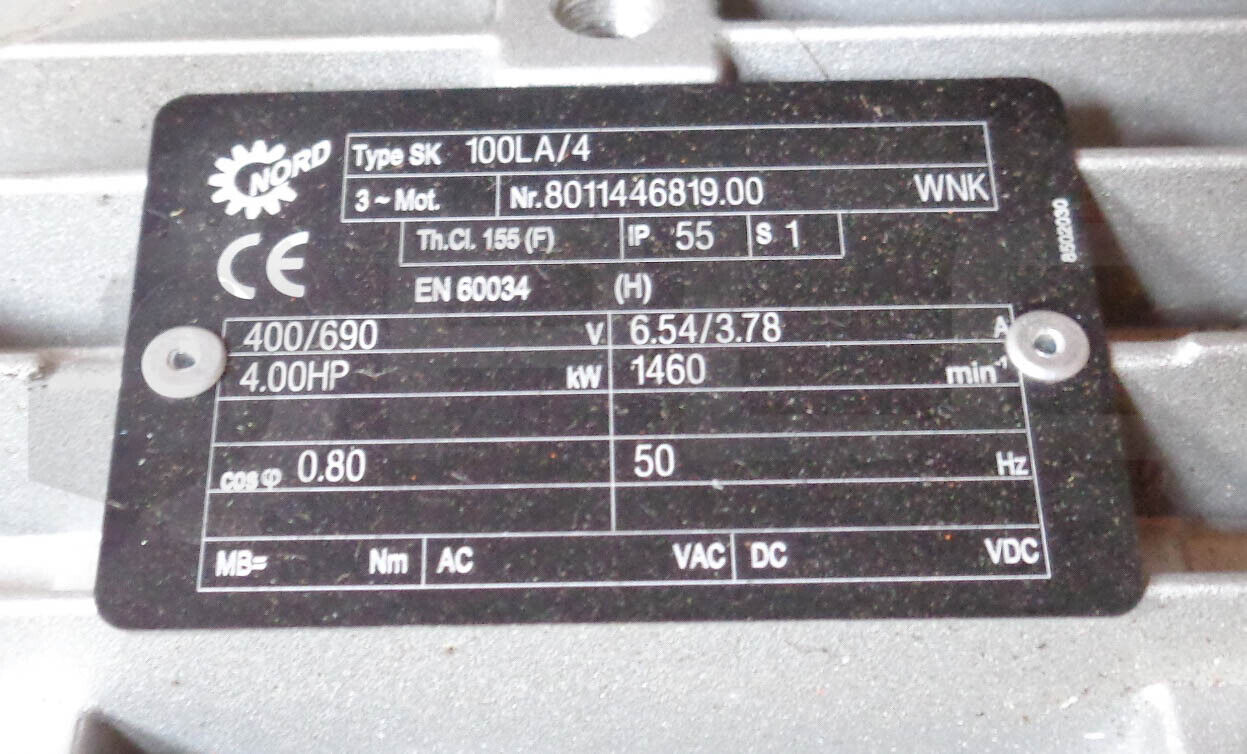 NORD
Type SK 100LA/4
3~Mot. Nr.8011446819.00 WNK
Th.Cl. 155 (F) IP 55 S 1
CE
EN 60034 (H)
8502030
400/690 V 6.54/3.78 A
4.00HP kW 1460 min⁻¹
cos φ 0.80 50 Hz
MB= Nm AC VAC DC VDC